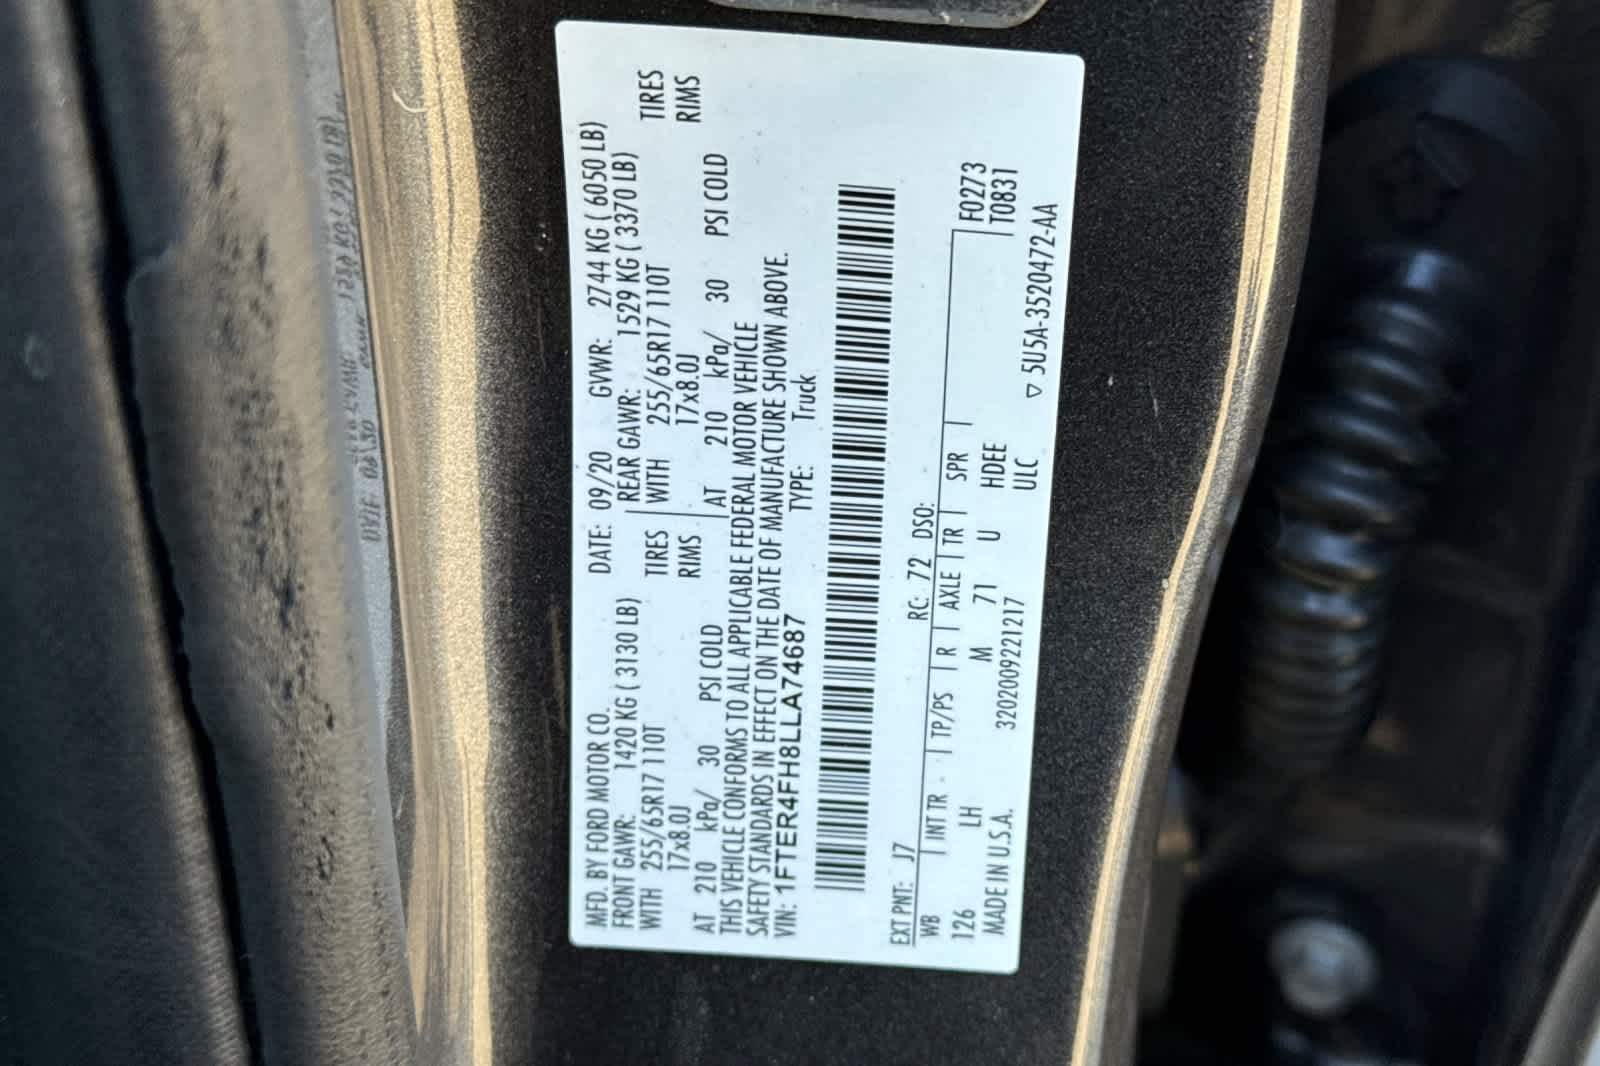 MFD. BY FORD MOTOR CO. DATE: 09/20 GVWR: 2744 KG ( 6050 LB)
FRONT GAWR: 1420 KG ( 3130 LB) REAR GAWR: 1529 KG ( 3370 LB)
WITH 255/65R17 110T TIRES WITH 255/65R17 110T TIRES
17x8.0J RIMS 17x8.0J RIMS
AT 210 kPa/ 30 PSI COLD AT 210 kPa/ 30 PSI COLD
THIS VEHICLE CONFORMS TO ALL APPLICABLE FEDERAL MOTOR VEHICLE
SAFETY STANDARDS IN EFFECT ON THE DATE OF MANUFACTURE SHOWN ABOVE.
VIN: 1FTER4FH8LLA74687 TYPE: Truck
EXT PNT: J7 RC: 72 DSO:
WB INT TR TP/PS R AXLE TR SPR F0273
126 LH M 71 U HDEE T0831
MADE IN U.S.A. 320200922121​7 ULC
▽ 5U5A-3520472-AA